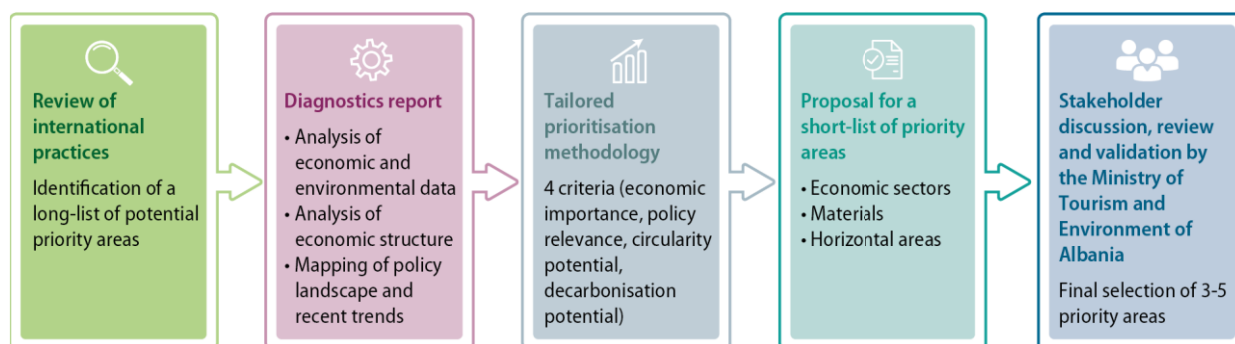 Review of
international
practices
Identification of a
long-list of potential
priority areas
Diagnostics report
• Analysis of
economic and
environmental data
• Analysis of
economic structure
• Mapping of policy
landscape and
recent trends
Tailored
prioritisation
methodology
4 criteria (economic
importance, policy
relevance, circularity
potential,
decarbonisation
potential)
Proposal for a
short-list of priority
areas
• Economic sectors
• Materials
• Horizontal areas
Stakeholder
discussion, review
and validation by
the Ministry of
Tourism and
Environment of
Albania
Final selection of 3-5
priority areas